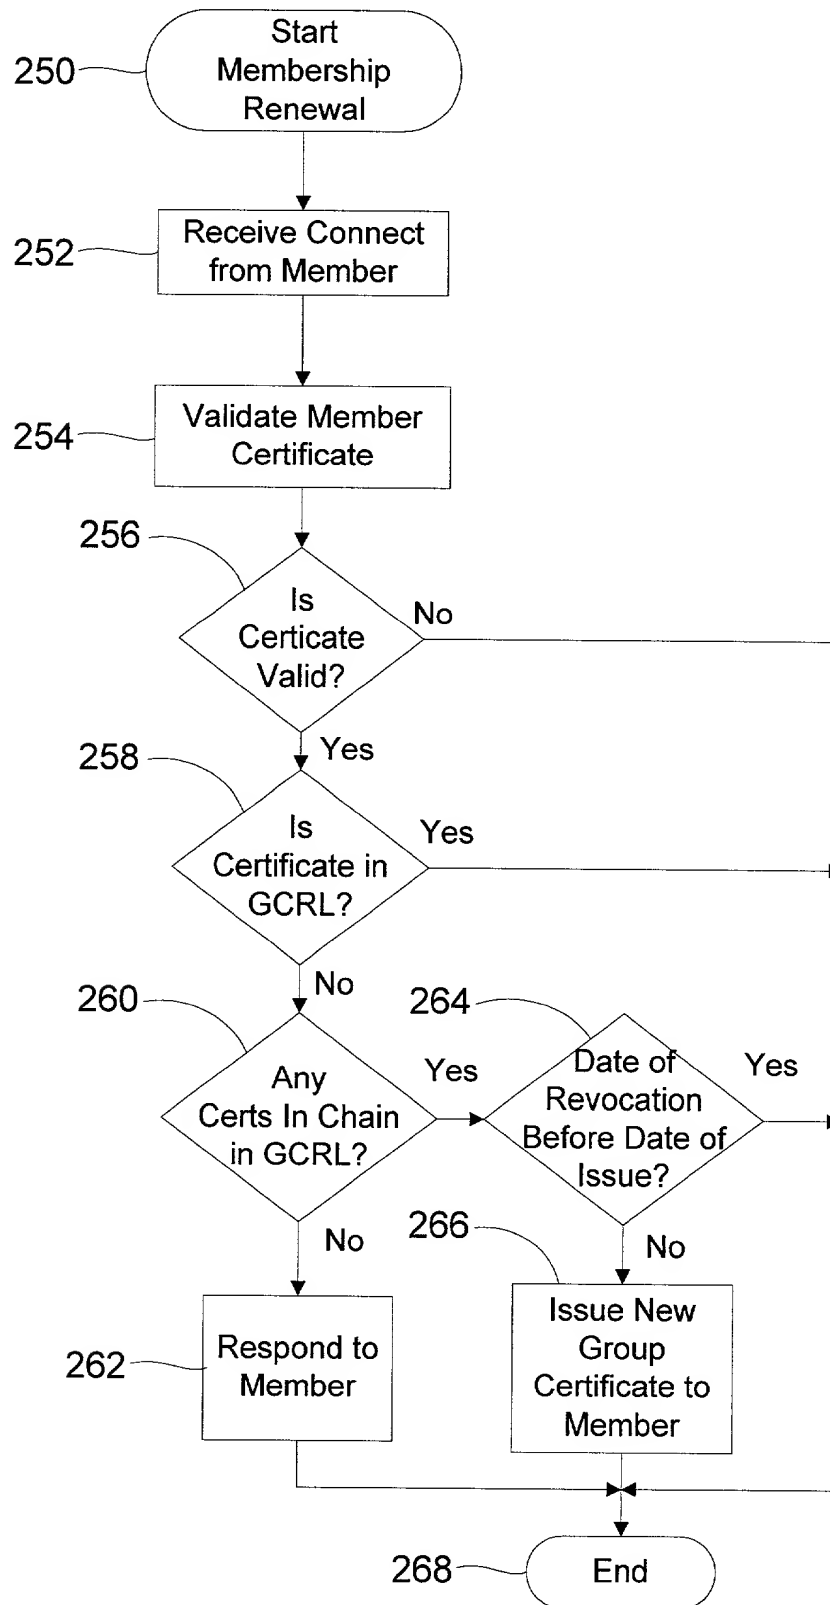 Start
Membership
Renewal
250
Receive Connect
from Member
252
Validate Member
Certificate
254
256
Is
Certicate
Valid?
No
Yes
258
Is
Certificate in
GCRL?
Yes
No
260
Any
Certs In Chain
in GCRL?
Yes
264
Date of
Revocation
Before Date of
Issue?
Yes
No
No
262
Respond to
Member
266
Issue New
Group
Certificate to
Member
268
End